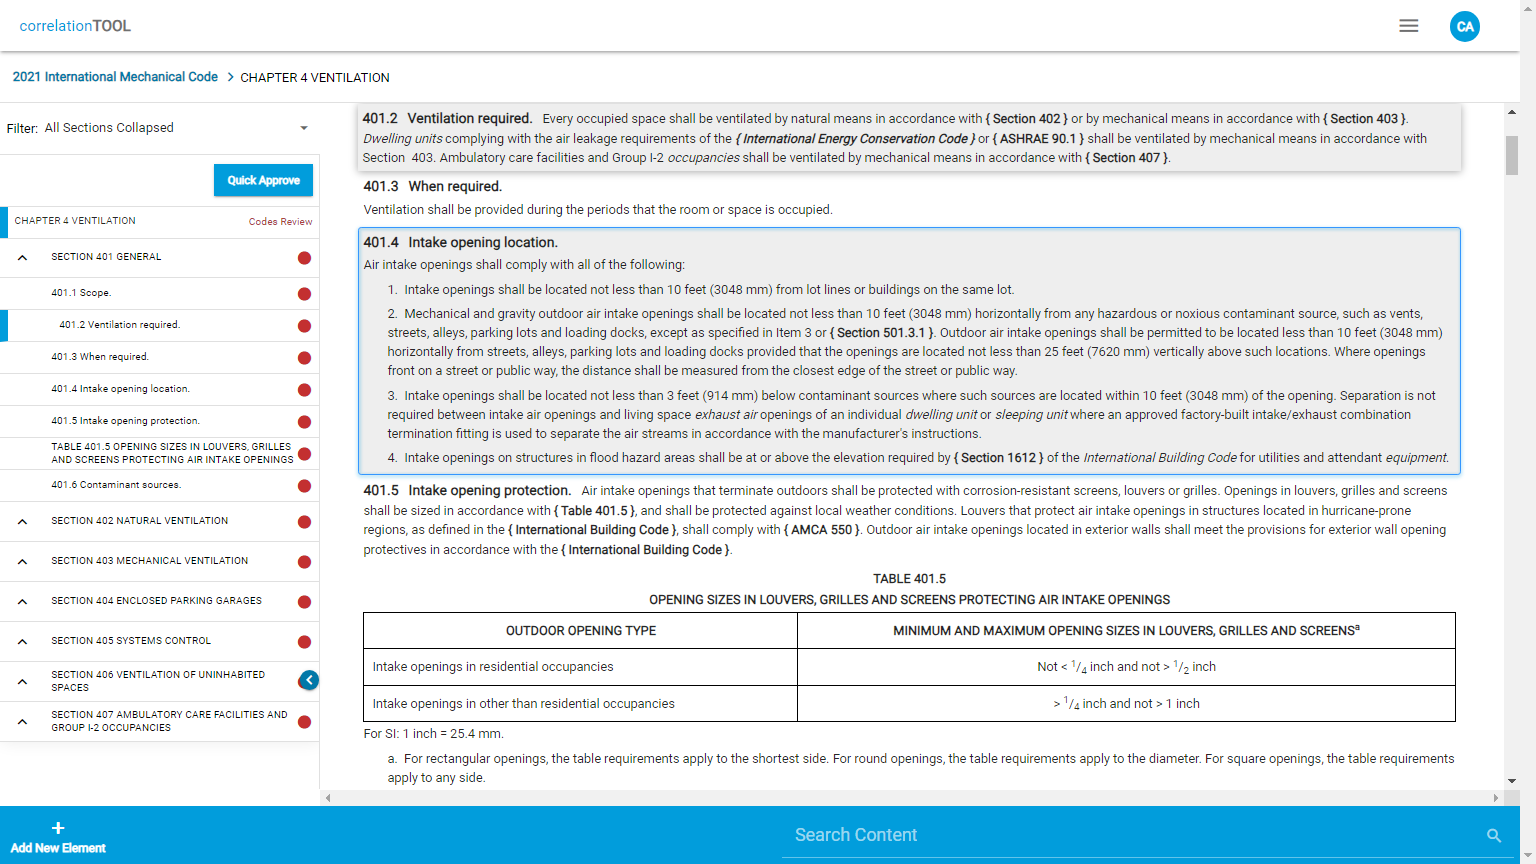 correlationTOOL
CA
2021 International Mechanical Code > CHAPTER 4 VENTILATION
Filter: All Sections Collapsed
Quick Approve
CHAPTER 4 VENTILATION Codes Review
SECTION 401 GENERAL
401.1 Scope.
401.2 Ventilation required.
401.3 When required.
401.4 Intake opening location.
401.5 Intake opening protection.
TABLE 401.5 OPENING SIZES IN LOUVERS, GRILLES
AND SCREENS PROTECTING AIR INTAKE OPENINGS
401.6 Contaminant sources.
SECTION 402 NATURAL VENTILATION
SECTION 403 MECHANICAL VENTILATION
SECTION 404 ENCLOSED PARKING GARAGES
SECTION 405 SYSTEMS CONTROL
SECTION 406 VENTILATION OF UNINHABITED
SPACES
SECTION 407 AMBULATORY CARE FACILITIES AND
GROUP I-2 OCCUPANCIES
401.2 Ventilation required. Every occupied space shall be ventilated by natural means in accordance with { Section 402 } or by mechanical means in accordance with { Section 403 }.
Dwelling units complying with the air leakage requirements of the { International Energy Conservation Code } or { ASHRAE 90.1 } shall be ventilated by mechanical means in accordance with
Section 403. Ambulatory care facilities and Group I-2 occupancies shall be ventilated by mechanical means in accordance with { Section 407 }.
401.3 When required.
Ventilation shall be provided during the periods that the room or space is occupied.
401.4 Intake opening location.
Air intake openings shall comply with all of the following:
1. Intake openings shall be located not less than 10 feet (3048 mm) from lot lines or buildings on the same lot.
2. Mechanical and gravity outdoor air intake openings shall be located not less than 10 feet (3048 mm) horizontally from any hazardous or noxious contaminant source, such as vents,
streets, alleys, parking lots and loading docks, except as specified in Item 3 or { Section 501.3.1 }. Outdoor air intake openings shall be permitted to be located less than 10 feet (3048 mm)
horizontally from streets, alleys, parking lots and loading docks provided that the openings are located not less than 25 feet (7620 mm) vertically above such locations. Where openings
front on a street or public way, the distance shall be measured from the closest edge of the street or public way.
3. Intake openings shall be located not less than 3 feet (914 mm) below contaminant sources where such sources are located within 10 feet (3048 mm) of the opening. Separation is not
required between intake air openings and living space exhaust air openings of an individual dwelling unit or sleeping unit where an approved factory-built intake/exhaust combination
termination fitting is used to separate the air streams in accordance with the manufacturer's instructions.
4. Intake openings on structures in flood hazard areas shall be at or above the elevation required by { Section 1612 } of the International Building Code for utilities and attendant equipment.
401.5 Intake opening protection. Air intake openings that terminate outdoors shall be protected with corrosion-resistant screens, louvers or grilles. Openings in louvers, grilles and screens
shall be sized in accordance with { Table 401.5 }, and shall be protected against local weather conditions. Louvers that protect air intake openings in structures located in hurricane-prone
regions, as defined in the { International Building Code }, shall comply with { AMCA 550 }. Outdoor air intake openings located in exterior walls shall meet the provisions for exterior wall opening
protectives in accordance with the { International Building Code }.
TABLE 401.5
OPENING SIZES IN LOUVERS, GRILLES AND SCREENS PROTECTING AIR INTAKE OPENINGS
OUTDOOR OPENING TYPE MINIMUM AND MAXIMUM OPENING SIZES IN LOUVERS, GRILLES AND SCREENSa
Intake openings in residential occupancies Not < 1/4 inch and not > 1/2 inch
Intake openings in other than residential occupancies > 1/4 inch and not > 1 inch
For SI: 1 inch = 25.4 mm.
a. For rectangular openings, the table requirements apply to the shortest side. For round openings, the table requirements apply to the diameter. For square openings, the table requirements
apply to any side.
+
Add New Element
Search Content